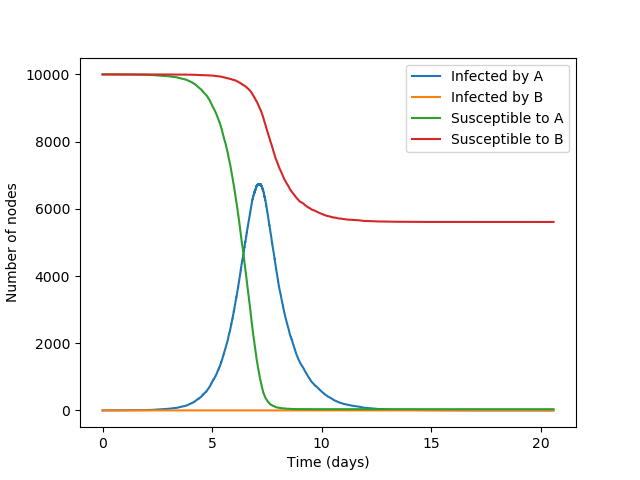 Infected by A
Infected by B
Susceptible to A
Susceptible to B
10000
8000
6000
4000
2000
0
Number of nodes
0 5 10 15 20
Time (days)